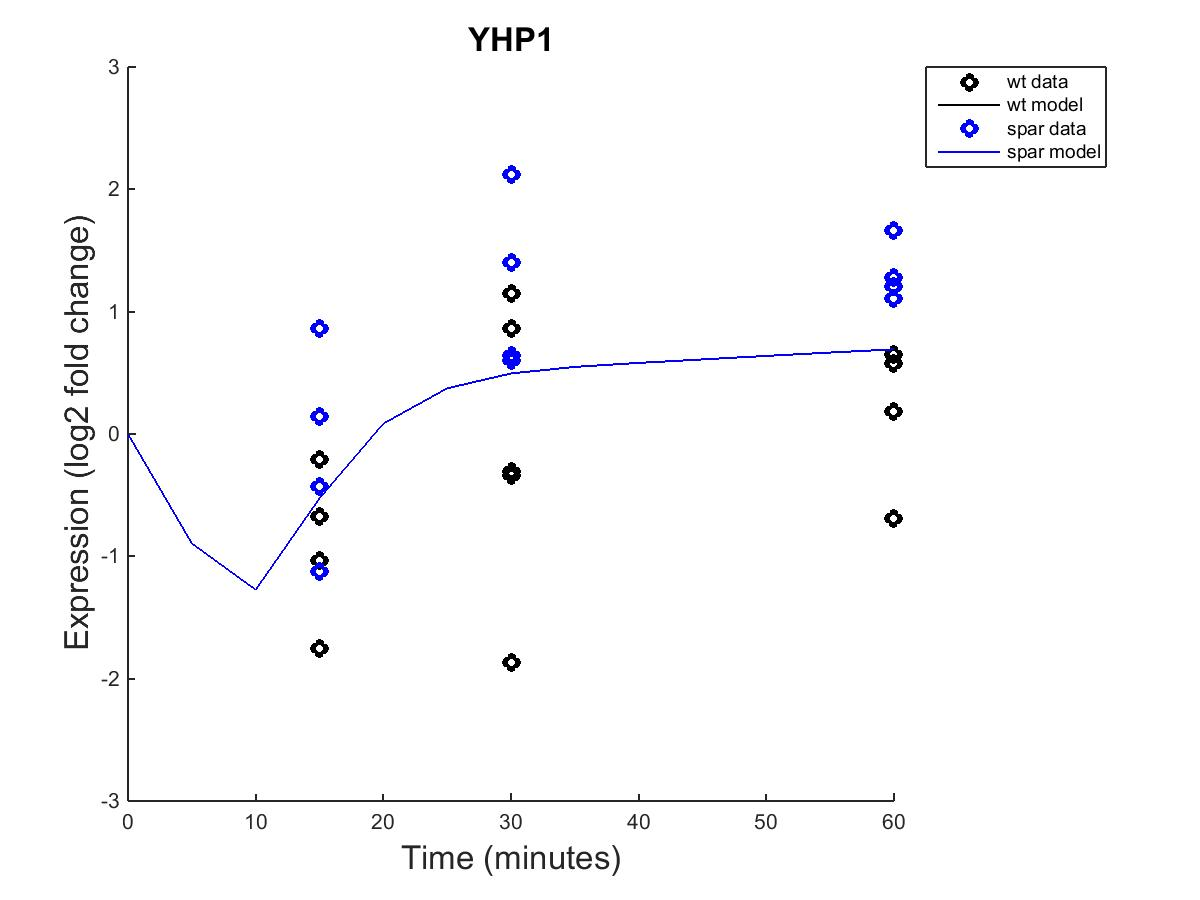 YHP1
wt data
wt model
spar data
spar model
Expression (log2 fold change)
3
2
1
0
-1
-2
-3
0 10 20 30 40 50 60
Time (minutes)